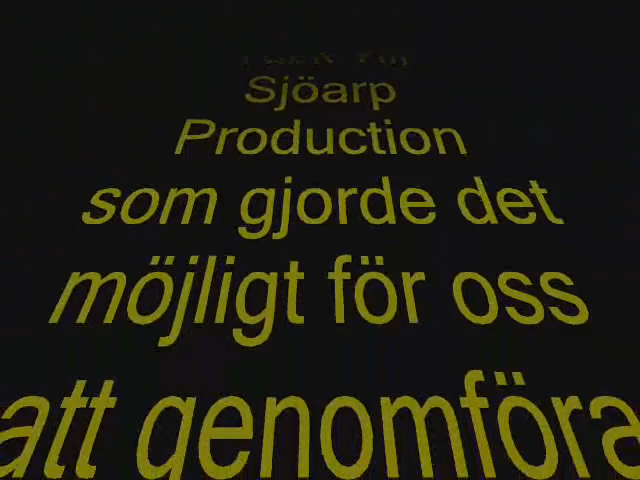 Sjöarp
Production
som gjorde det
möjligt för oss
att genomföra